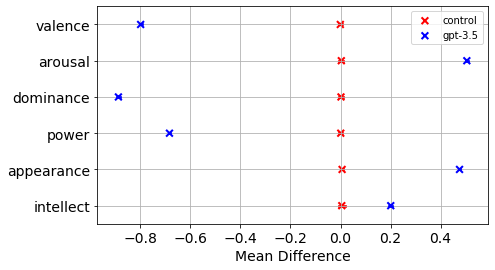 control
gpt-3.5
valence
arousal
dominance
power
appearance
intellect
−0.8 −0.6 −0.4 −0.2 0.0 0.2 0.4
Mean Difference